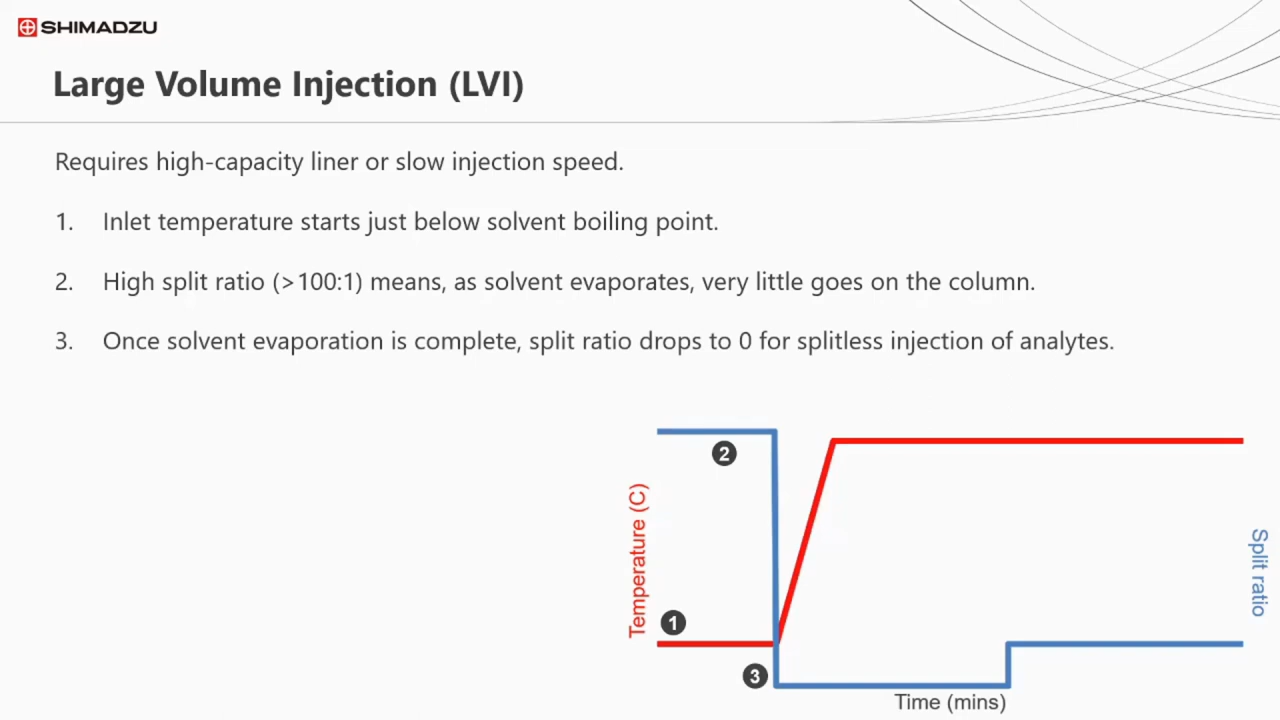 SHIMADZU
Large Volume Injection (LVI)
Requires high-capacity liner or slow injection speed.
1. Inlet temperature starts just below solvent boiling point.
2. High split ratio (>100:1) means, as solvent evaporates, very little goes on the column.
3. Once solvent evaporation is complete, split ratio drops to 0 for splitless injection of analytes.
2
Temperature (C)
Split ratio
1
3
Time (mins)